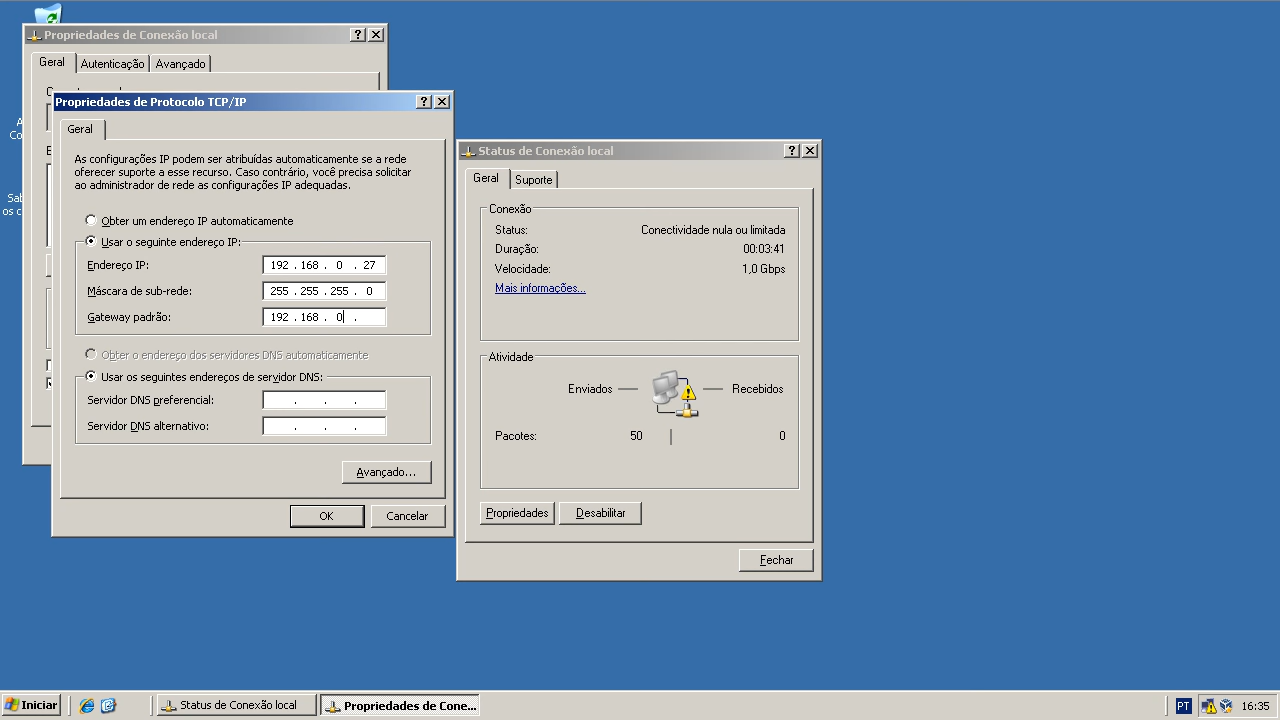 Propriedades de Conexão local
Geral
Autenticação
Avançado
Propriedades de Protocolo TCP/IP
Geral
As configurações IP podem ser atribuídas automaticamente se a rede
oferecer suporte a esse recurso. Caso contrário, você precisa solicitar
ao administrador de rede as configurações IP adequadas.
Obter um endereço IP automaticamente
Usar o seguinte endereço IP:
Endereço IP: 192 . 168 . 0 . 27
Máscara de sub-rede: 255 . 255 . 255 . 0
Gateway padrão: 192 . 168 . 0 .
Obter o endereço dos servidores DNS automaticamente
Usar os seguintes endereços de servidor DNS:
Servidor DNS preferencial: . . .
Servidor DNS alternativo: . . .
Avançado...
OK
Cancelar
Status de Conexão local
Geral
Suporte
Conexão
Status: Conectividade nula ou limitada
Duração: 00:03:41
Velocidade: 1,0 Gbps
Mais informações...
Atividade
Enviados
Recebidos
Pacotes: 50 0
Propriedades
Desabilitar
Fechar
Iniciar
Status de Conexão local
Propriedades de Cone...
PT
16:35